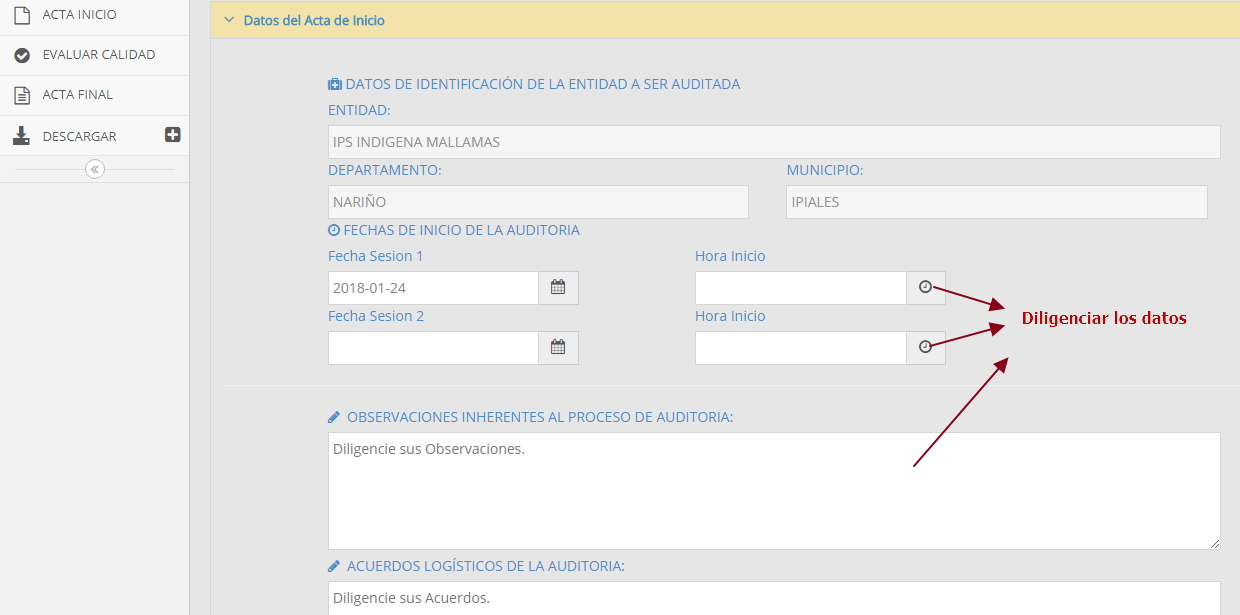 ACTA INICIO
EVALUAR CALIDAD
ACTA FINAL
DESCARGAR
Datos del Acta de Inicio
DATOS DE IDENTIFICACIÓN DE LA ENTIDAD A SER AUDITADA
ENTIDAD:
IPS INDIGENA MALLAMAS
DEPARTAMENTO: MUNICIPIO:
NARIÑO IPIALES
FECHAS DE INICIO DE LA AUDITORIA
Fecha Sesion 1 Hora Inicio
2018-01-24
Fecha Sesion 2 Hora Inicio
Diligenciar los datos
OBSERVACIONES INHERENTES AL PROCESO DE AUDITORIA:
Diligencie sus Observaciones.
ACUERDOS LOGÍSTICOS DE LA AUDITORIA:
Diligencie sus Acuerdos.